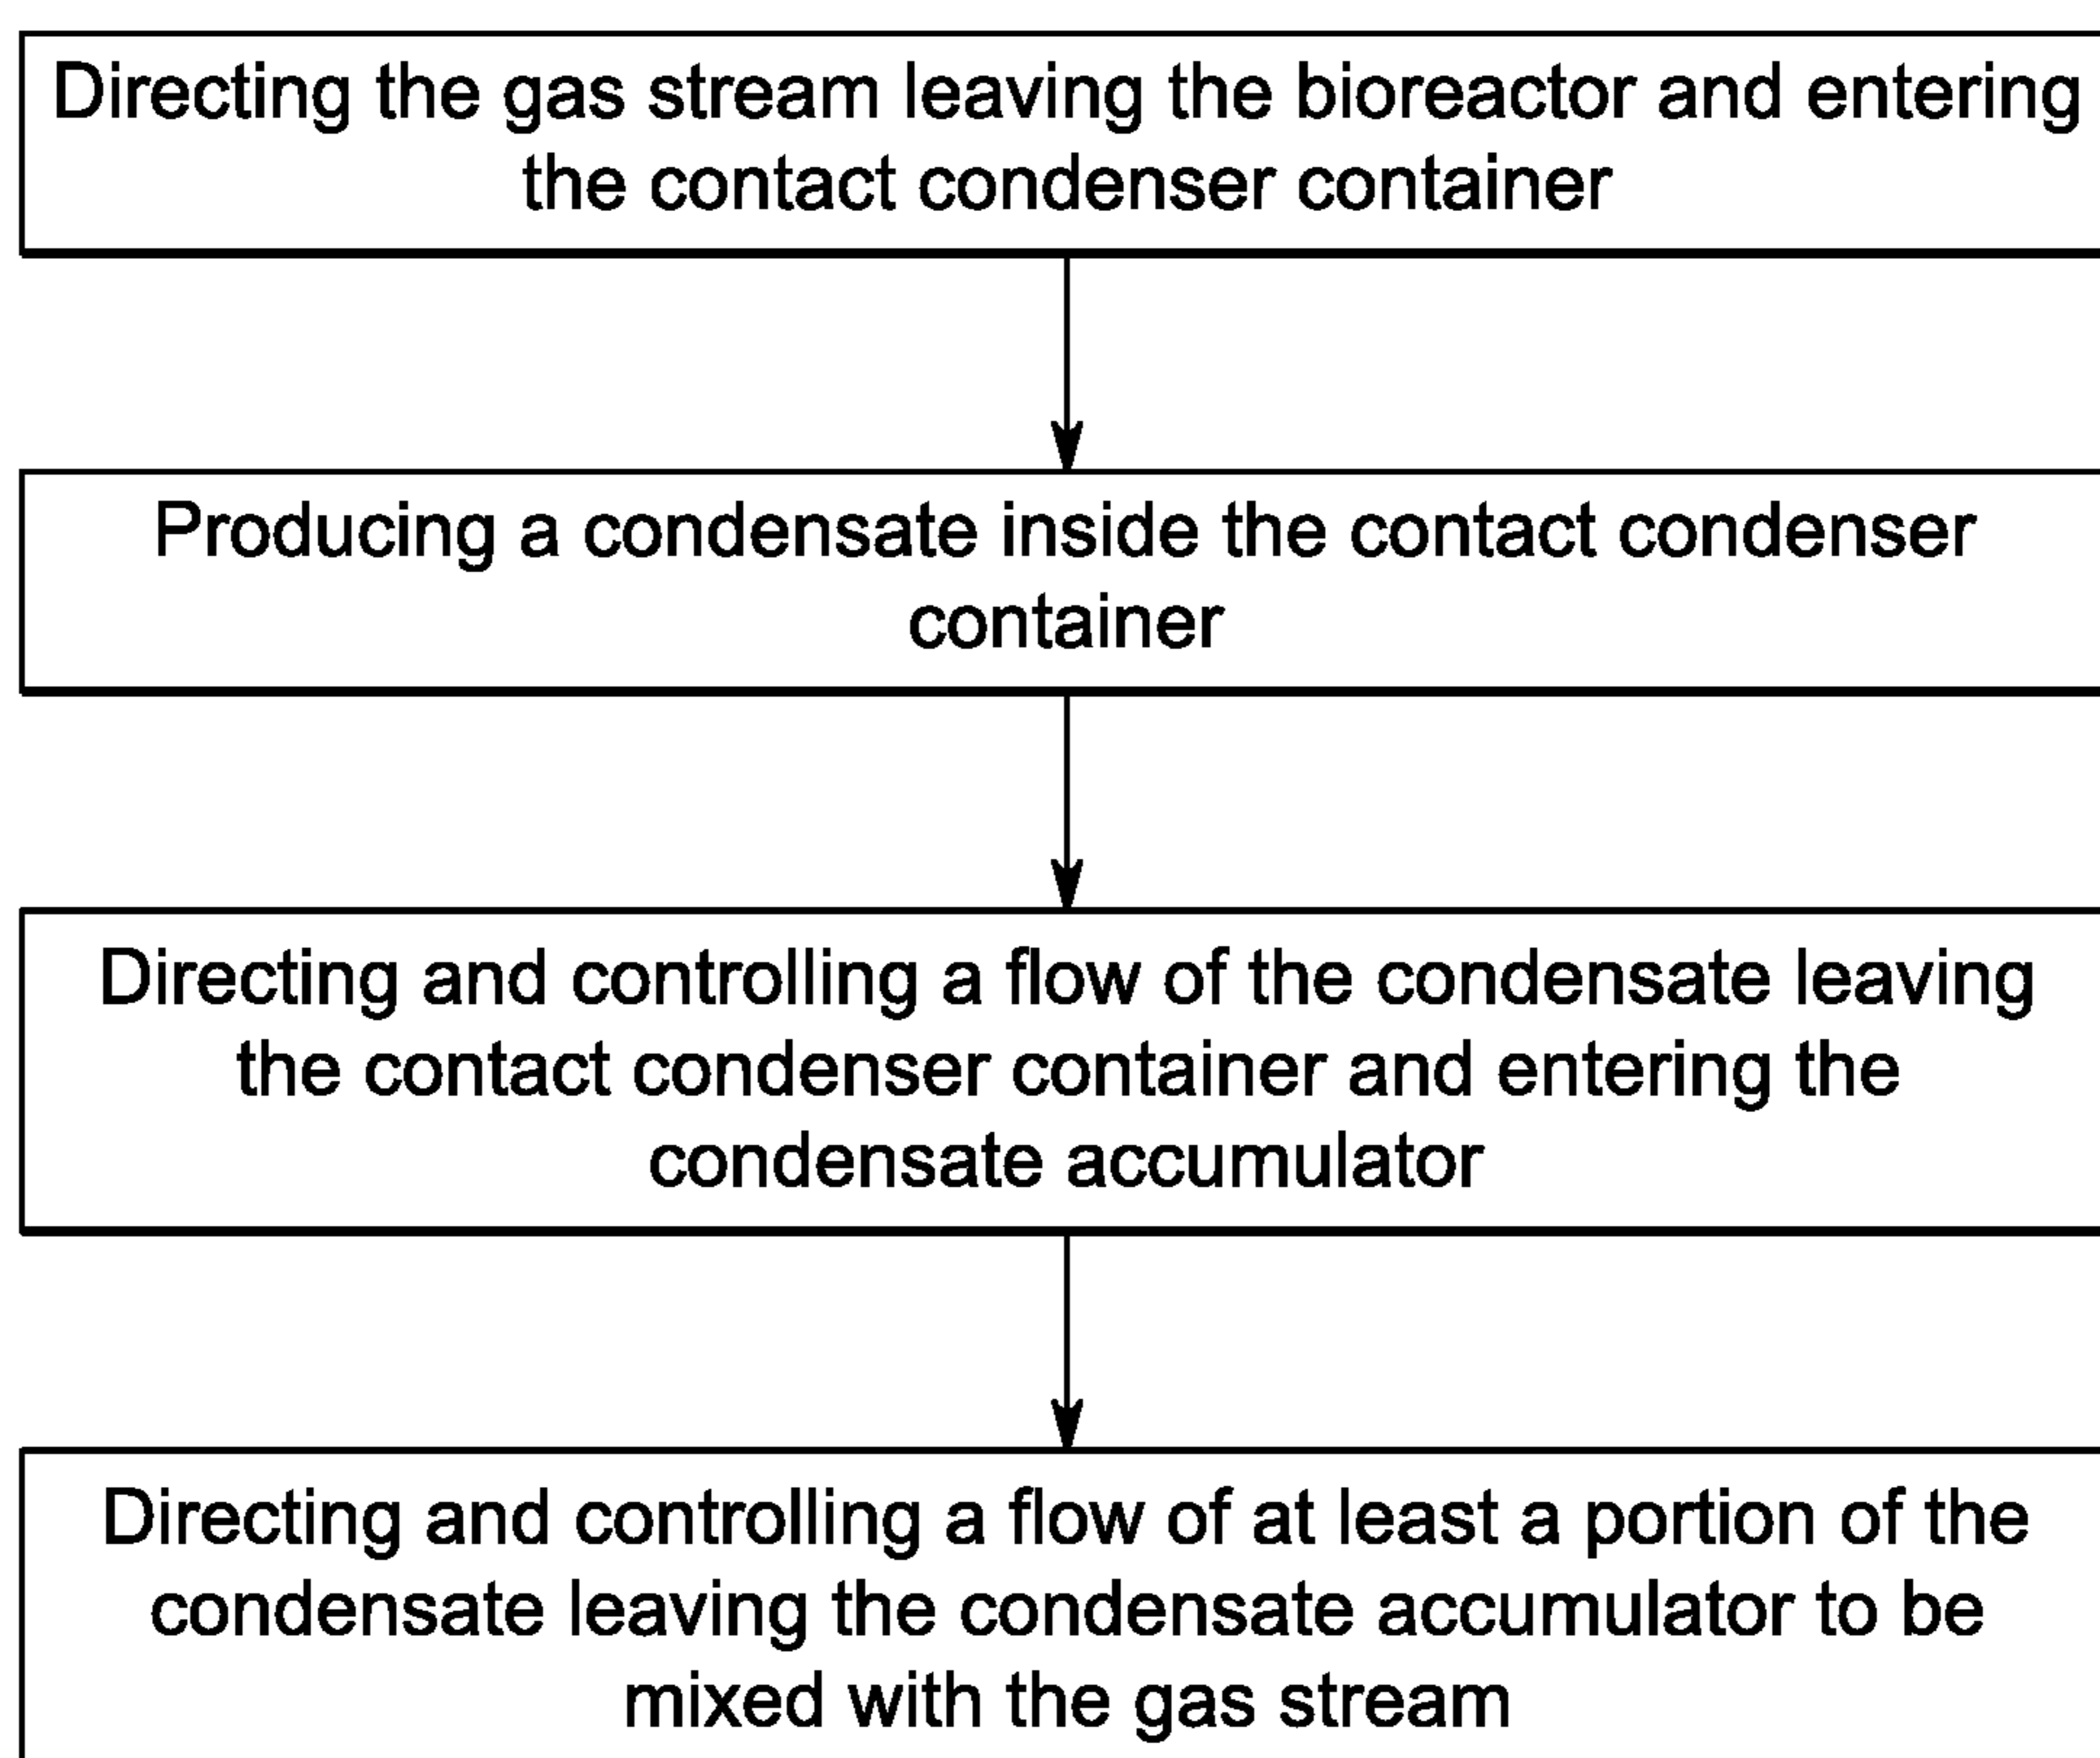 Directing the gas stream leaving the bioreactor and entering
the contact condenser container
Producing a condensate inside the contact condenser
container
Directing and controlling a flow of the condensate leaving
the contact condenser container and entering the
condensate accumulator
Directing and controlling a flow of at least a portion of the
condensate leaving the condensate accumulator to be
mixed with the gas stream